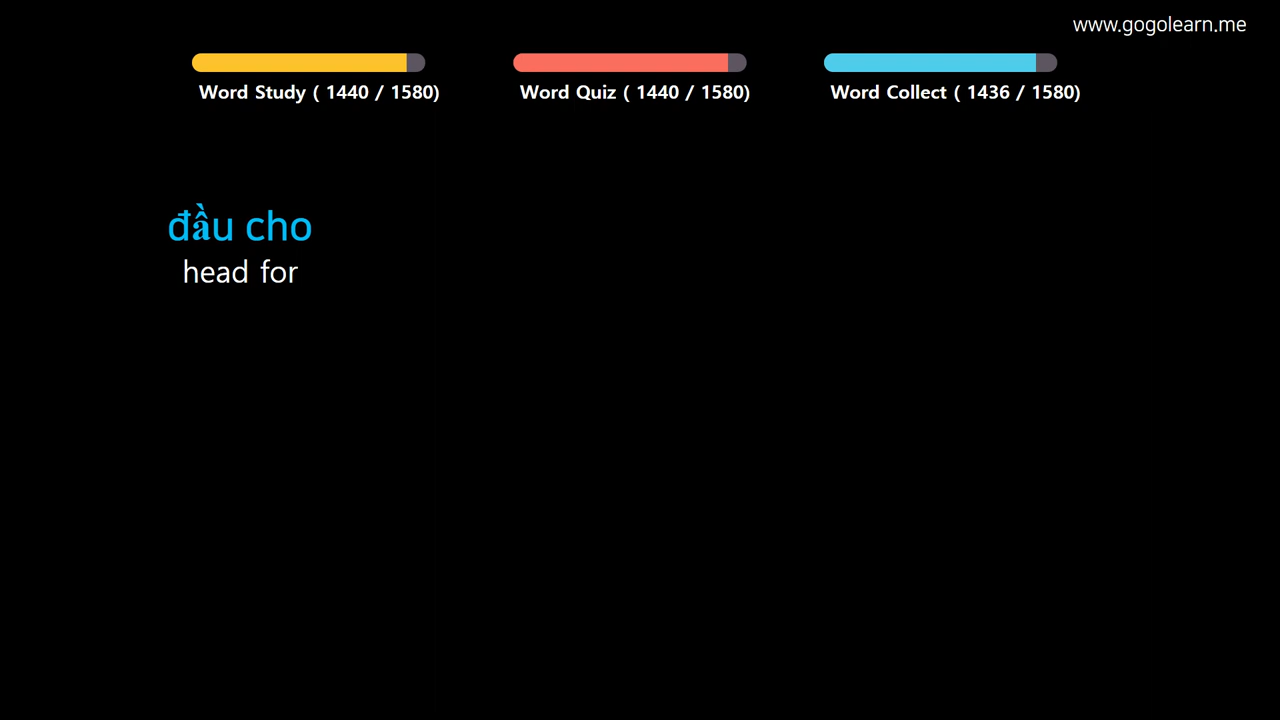 www.gogolearn.me
Word Study ( 1440 / 1580)
Word Quiz ( 1440 / 1580)
Word Collect ( 1436 / 1580)
đầu cho
head for